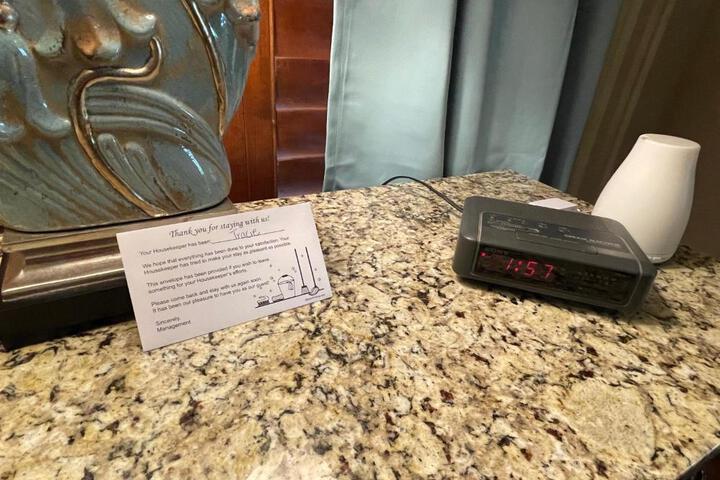 Thank you for staying with us!
Your Housekeeper has been: Tracie
We hope that everything has been done to your satisfaction. Your
Housekeeper has tried to make your stay as pleasant as possible.
This envelope has been provided if you wish to leave
something for your Housekeeper's efforts.
Please come back and stay with us again soon.
It has been our pleasure to have you as our guest!
Sincerely,
Management
1:57